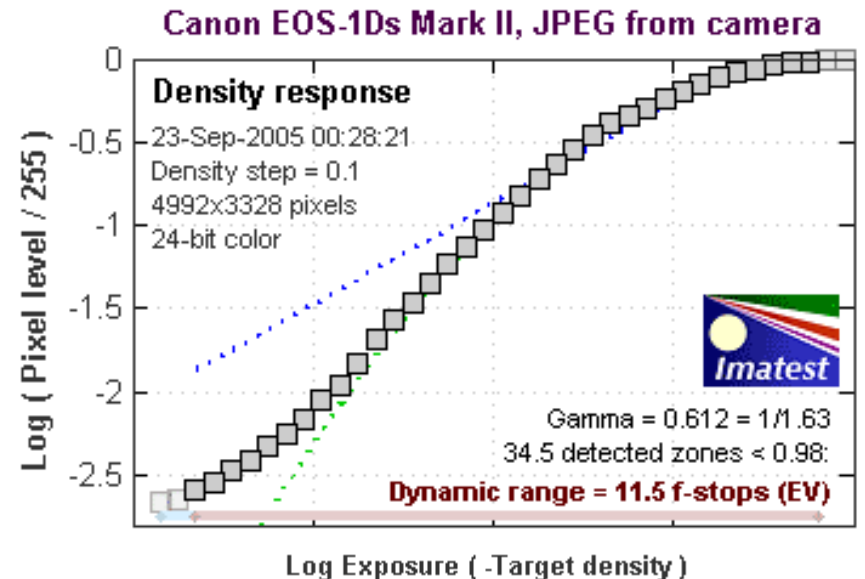 Canon EOS-1Ds Mark II, JPEG from camera
0
Density response
23-Sep-2005 00:28:21
-0.5
Density step = 0.1
4992x3328 pixels
-1
24-bit color
-1.5
Imatest
-2
Gamma = 0.612 = 1/1.63
34.5 detected zones < 0.98:
-2.5
Dynamic range = 11.5 f-stops (EV)
Log ( Pixel level / 255 )
Log Exposure ( -Target density )